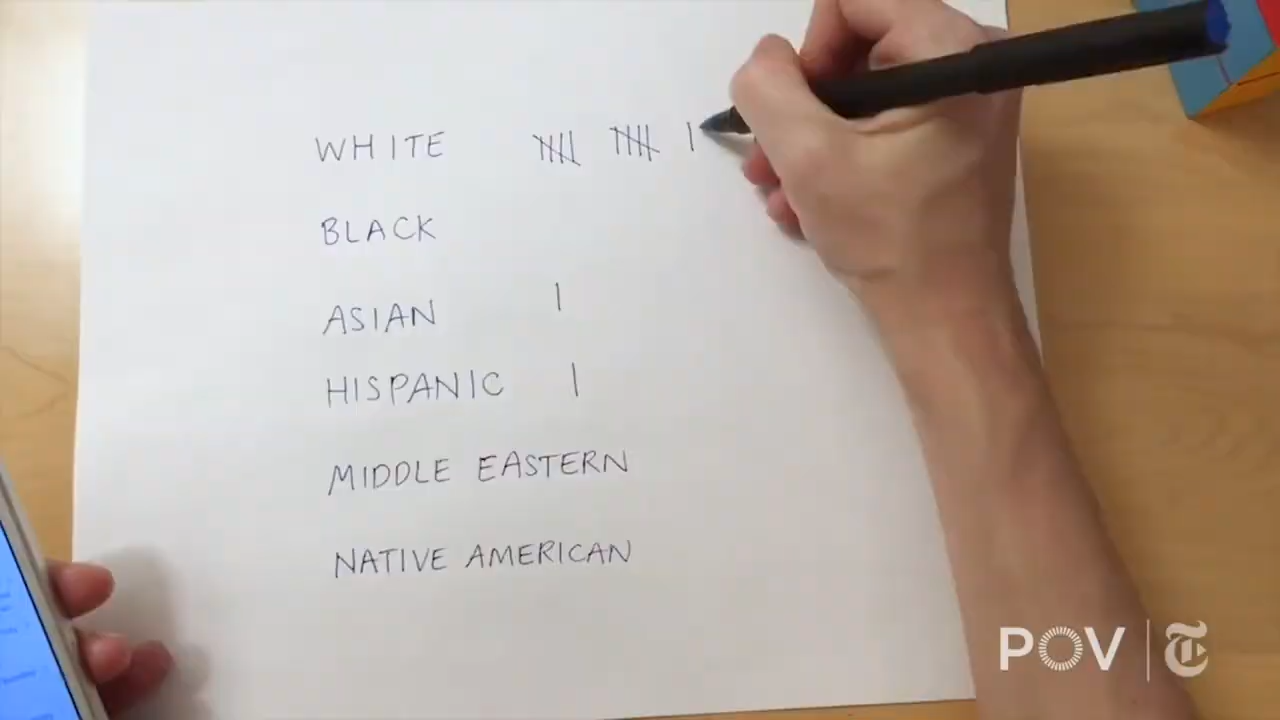 WHITE
BLACK
ASIAN |
HISPANIC |
MIDDLE EASTERN
NATIVE AMERICAN
POV | T